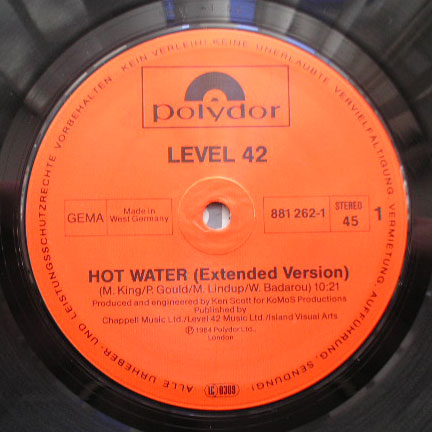 polydor
LEVEL 42
GEMA
Made in
West Germany
881 262-1
STEREO
45
1
HOT WATER (Extended Version)
(M. King/P. Gould/M. Lindup/W. Badarou) 10:21
Produced and engineered by Ken Scott for KoMoS Productions
Published by
Chappell Music Ltd./Level 42 Music Ltd./Island Visual Arts
℗ 1984 Polydor Ltd.,
London
LC 0309
ALLE URHEBER- UND LEISTUNGSSCHUTZRECHTE VORBEHALTEN · KEIN VERLEIH! KEINE UNERLAUBTE VERVIELFÄLTIGUNG, VERMIETUNG, AUFFÜHRUNG, SENDUNG!